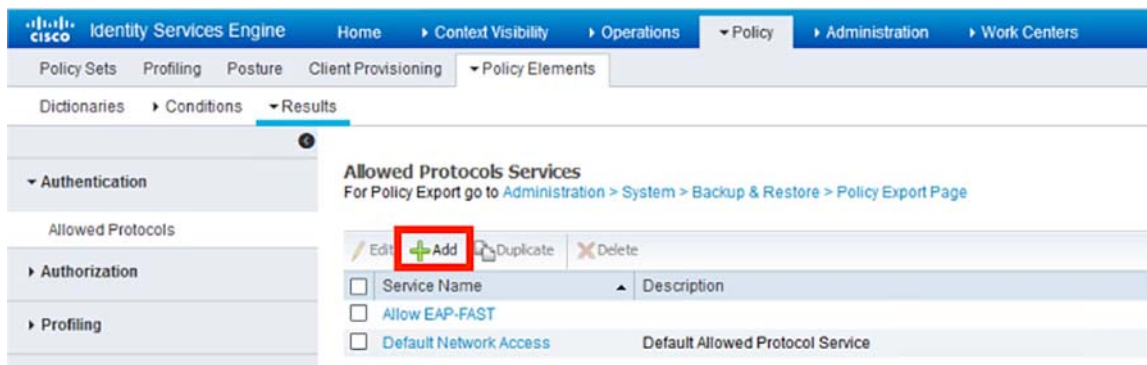 cisco Identity Services Engine Home Context Visibility Operations Policy Administration Work Centers
Policy Sets Profiling Posture Client Provisioning Policy Elements
Dictionaries Conditions Results
Authentication
Allowed Protocols
Authorization
Profiling
Allowed Protocols Services
For Policy Export go to Administration > System > Backup & Restore > Policy Export Page
Edit Add Duplicate Delete
Service Name Description
Allow EAP-FAST
Default Network Access Default Allowed Protocol Service